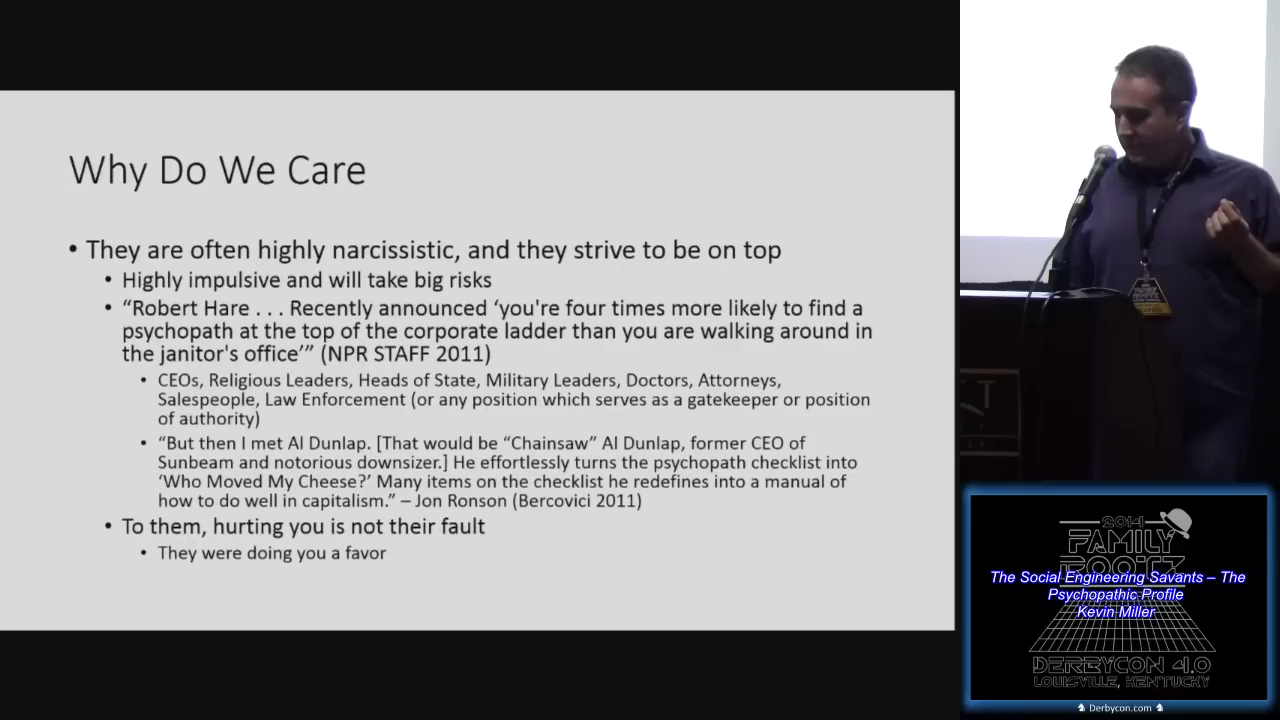 Why Do We Care
• They are often highly narcissistic, and they strive to be on top
• Highly impulsive and will take big risks
• “Robert Hare . . . Recently announced ‘you're four times more likely to find a
psychopath at the top of the corporate ladder than you are walking around in
the janitor's office’” (NPR STAFF 2011)
• CEOs, Religious Leaders, Heads of State, Military Leaders, Doctors, Attorneys,
Salespeople, Law Enforcement (or any position which serves as a gatekeeper or position
of authority)
• “But then I met Al Dunlap. [That would be “Chainsaw” Al Dunlap, former CEO of
Sunbeam and notorious downsizer.] He effortlessly turns the psychopath checklist into
‘Who Moved My Cheese?’ Many items on the checklist he redefines into a manual of
how to do well in capitalism.” – Jon Ronson (Bercovici 2011)
• To them, hurting you is not their fault
• They were doing you a favor
2014
FAMILY
ROOTZ
The Social Engineering Savants – The
Psychopathic Profile
Kevin Miller
DERBYCON 4.0
LOUISVILLE, KENTUCKY
Derbycon.com